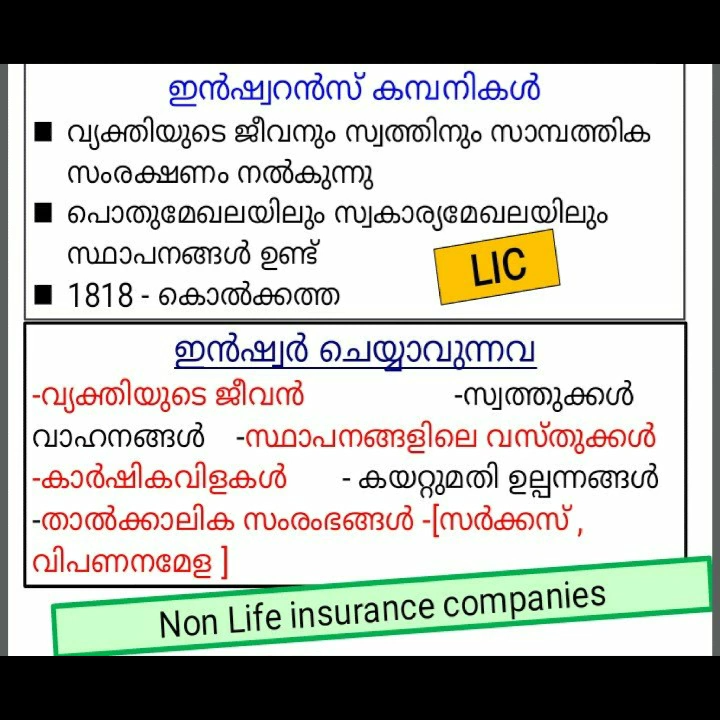 ഇൻഷ്വറൻസ് കമ്പനികൾ
■ വ്യക്തിയുടെ ജീവനും സ്വത്തിനും സാമ്പത്തിക
സംരക്ഷണം നൽകുന്നു
■ പൊതുമേഖലയിലും സ്വകാര്യമേഖലയിലും
സ്ഥാപനങ്ങൾ ഉണ്ട്
LIC
■ 1818 - കൊൽക്കത്ത
ഇൻഷ്വർ ചെയ്യാവുന്നവ
-വ്യക്തിയുടെ ജീവൻ -സ്വത്തുക്കൾ
വാഹനങ്ങൾ -സ്ഥാപനങ്ങളിലെ വസ്തുക്കൾ
-കാർഷികവിളകൾ - കയറ്റുമതി ഉല്പന്നങ്ങൾ
-താൽക്കാലിക സംരംഭങ്ങൾ -[സർക്കസ് ,
വിപണനമേള ]
Non Life insurance companies